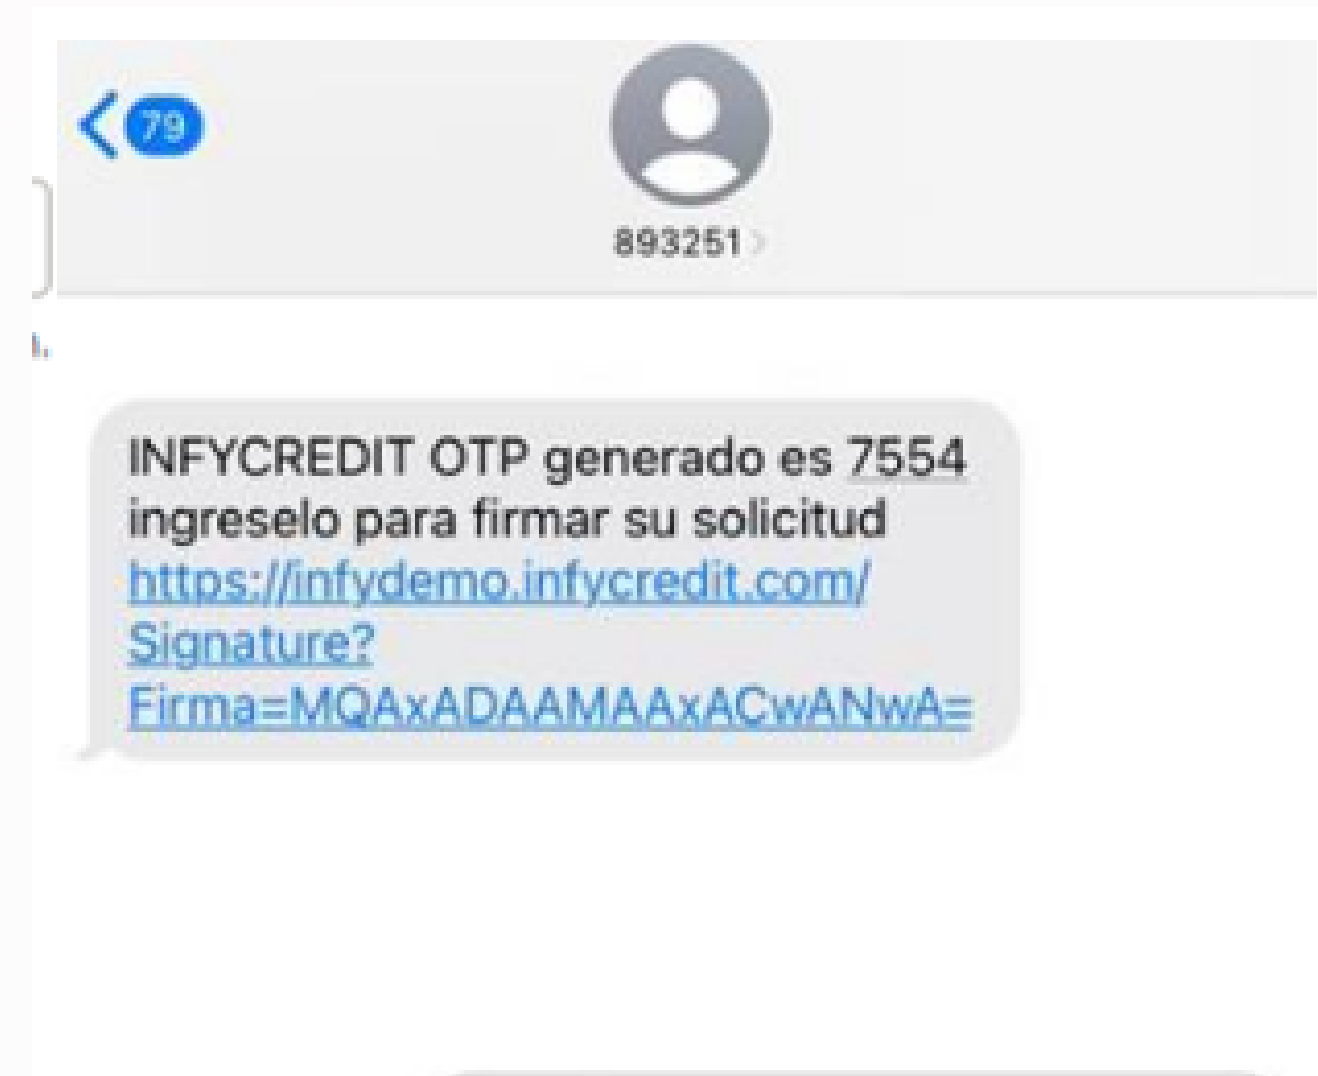 79
893251
INFYCREDIT OTP generado es 7554
ingreselo para firmar su solicitud
https://infydemo.infycredit.com/
Signature?
Firma=MQAxADAAMAAxACwANwA=